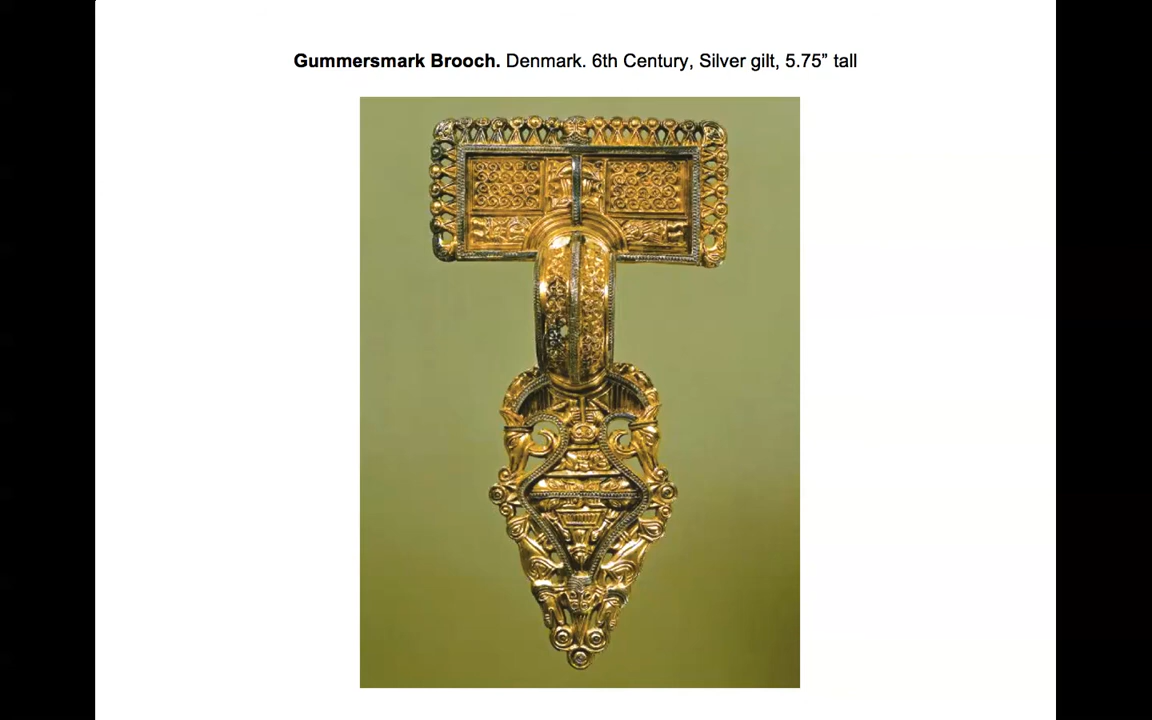 Gummersmark Brooch. Denmark. 6th Century, Silver gilt, 5.75” tall